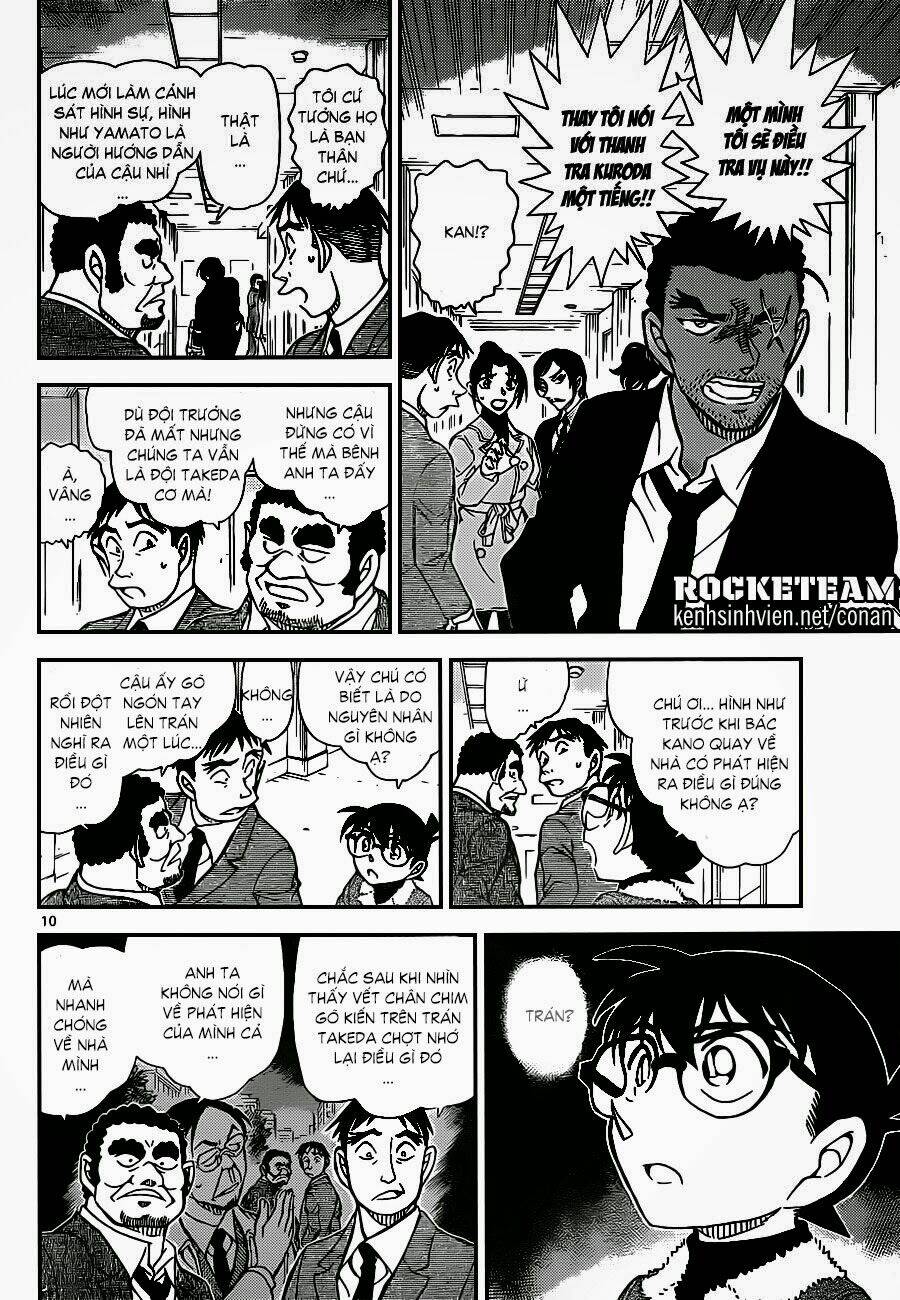 MỘT MÌNH
TÔI SẼ ĐIỀU
TRA VỤ NÀY!!
THAY TÔI NÓI
VỚI THANH
TRA KURODA
MỘT TIẾNG!!
KAN!?
TÔI CỨ
TƯỞNG HỌ
LÀ BẠN
THÂN
CHỨ...
THẬT
LÀ
...
LÚC MỚI LÀM CẢNH
SÁT HÌNH SỰ, HÌNH
NHƯ YAMATO LÀ
NGƯỜI HƯỚNG DẪN
CỦA CẬU NHỈ
...
NHƯNG CẬU
ĐỪNG CÓ VÌ
THẾ MÀ BÊNH
ANH TA ĐẤY
...
DÙ ĐỘI TRƯỞNG
ĐÃ MẤT NHƯNG
CHÚNG TA VẪN
LÀ ĐỘI TAKEDA
CƠ MÀ!
À,
VÂNG
...
ROCKETEAM
kenhsinhvien.net/conan
CHÚ ƠI... HÌNH NHƯ
TRƯỚC KHI BÁC
KANO QUAY VỀ
NHÀ CÓ PHÁT HIỆN
RA ĐIỀU GÌ ĐÚNG
KHÔNG Ạ?
Ừ
...
VẬY CHÚ CÓ
BIẾT LÀ DO
NGUYÊN NHÂN
GÌ KHÔNG
Ạ?
KHÔNG
...
CẬU ẤY GÕ
NGÓN TAY
LÊN TRÁN
MỘT LÚC...
RỒI ĐỘT
NHIÊN
NGHĨ RA
ĐIỀU GÌ
ĐÓ
...
10
TRÁN?
CHẮC SAU KHI NHÌN
THẤY VẾT CHÂN CHIM
GÕ KIẾN TRÊN TRÁN
TAKEDA CHỢT NHỚ
LẠI ĐIỀU GÌ ĐÓ
...
ANH TA
KHÔNG NÓI GÌ
VỀ PHÁT HIỆN
CỦA MÌNH CẢ
...
MÀ
NHANH
CHÓNG
VỀ NHÀ
MÌNH
...